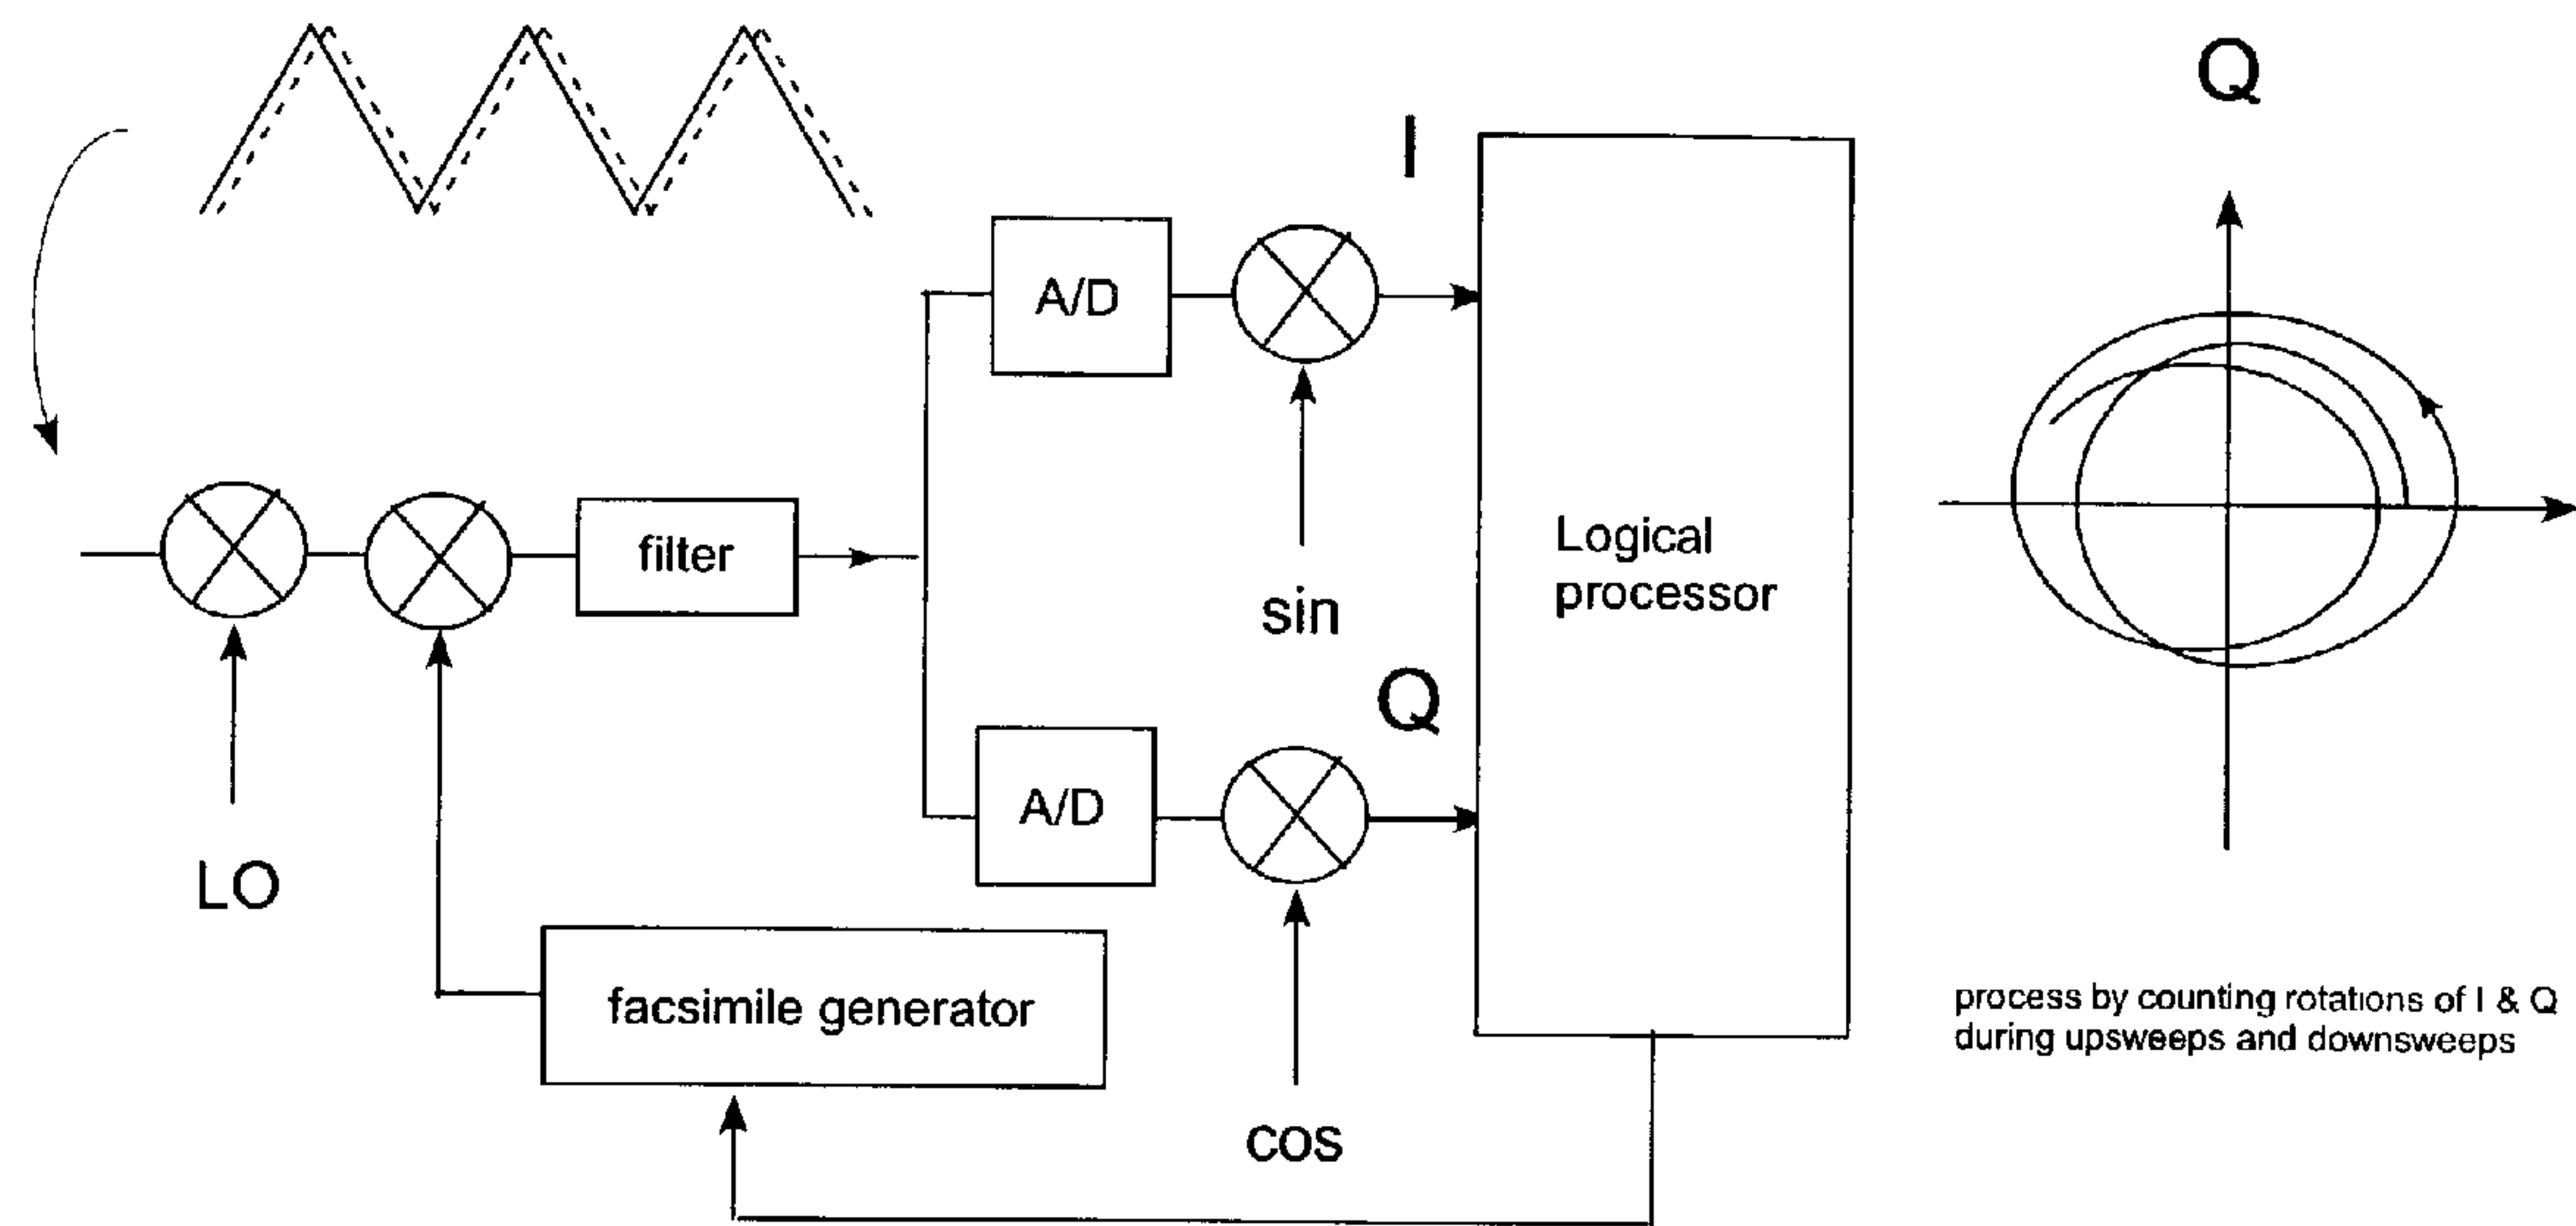 Q
I
A/D
filter
sin
Logical
processor
Q
A/D
LO
facsimile generator
cos
process by counting rotations of I & Q
during upsweeps and downsweeps